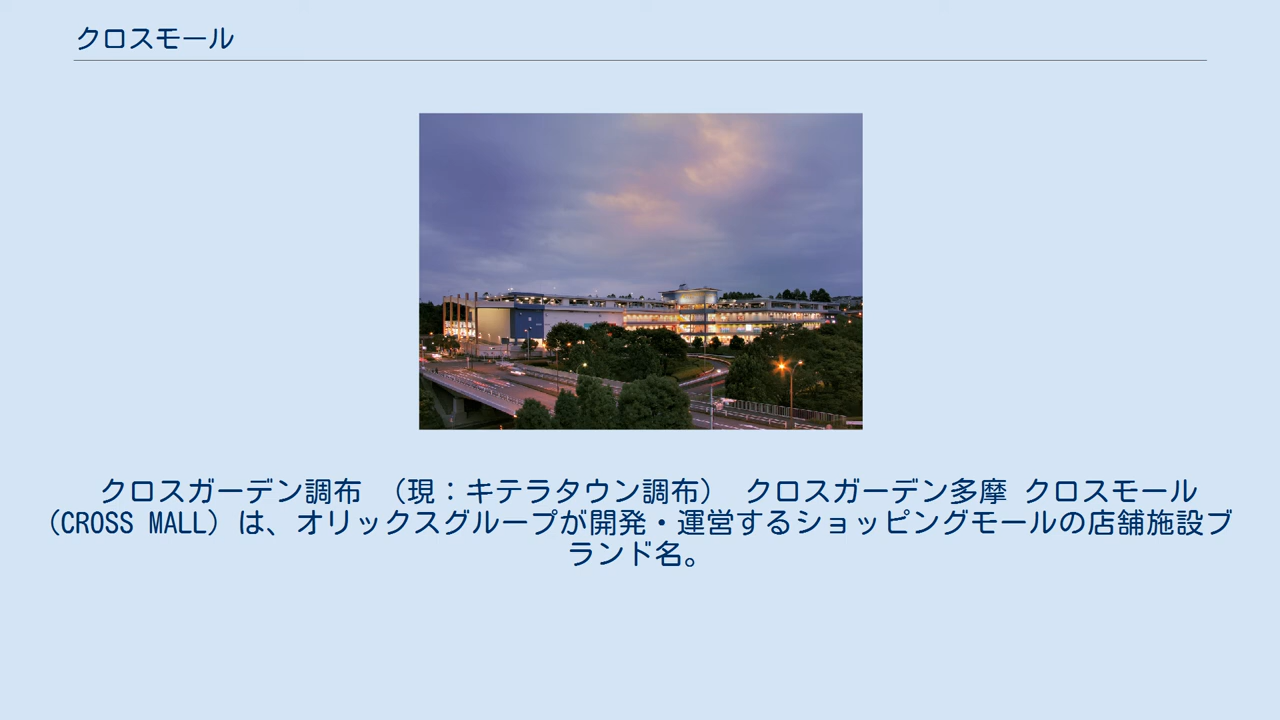 クロスモール
クロスガーデン調布 （現：キテラタウン調布） クロスガーデン多摩 クロスモール
（CROSS MALL）は、オリックスグループが開発・運営するショッピングモールの店舗施設ブ
ランド名。